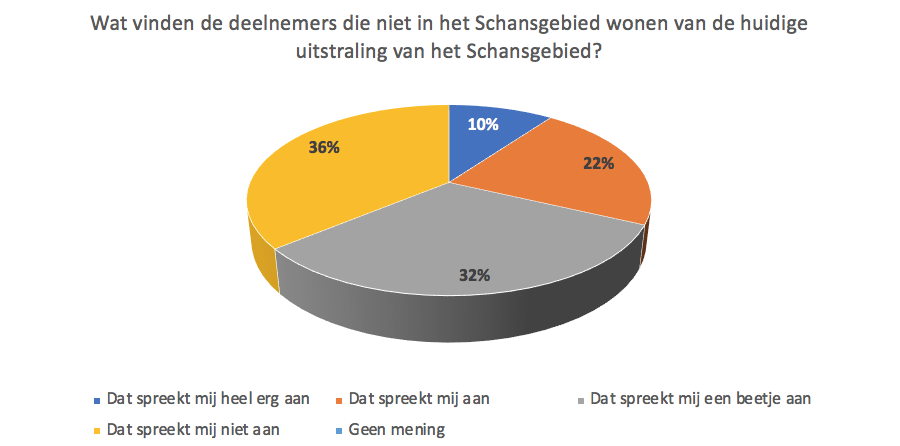 Wat vinden de deelnemers die niet in het Schansgebied wonen van de huidige
uitstraling van het Schansgebied?
10%
36%
22%
32%
Dat spreekt mij heel erg aan
Dat spreekt mij aan
Dat spreekt mij een beetje aan
Dat spreekt mij niet aan
Geen mening